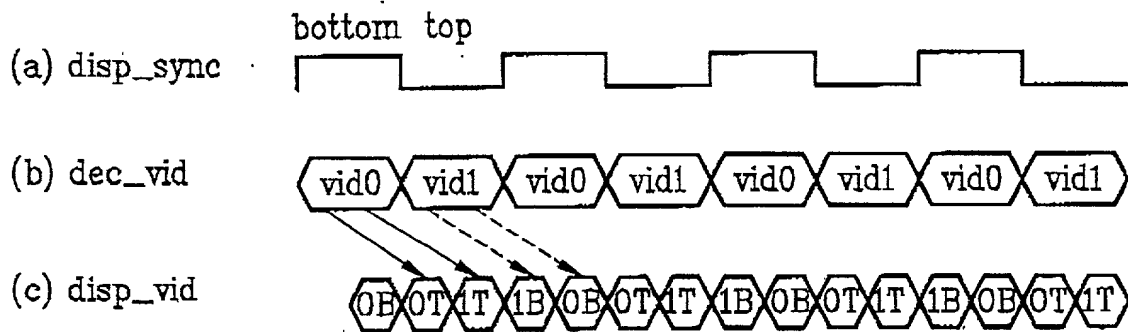 bottom top
(a) disp_sync
(b) dec_vid vid0 vid1 vid0 vid1 vid0 vid1 vid0 vid1
(c) disp_vid 0B 0T 1T 1B 0B 0T 1T 1B 0B 0T 1T 1B 0B 0T 1T